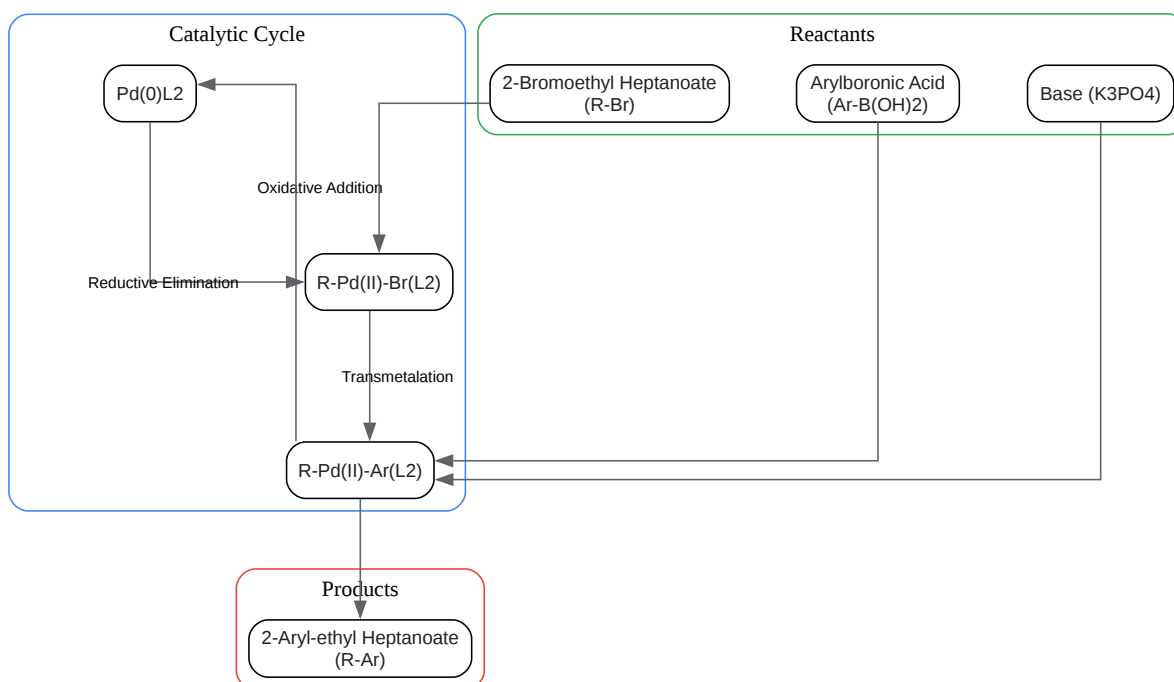 Catalytic Cycle
Reactants
Pd(0)L2
2-Bromoethyl Heptanoate
(R-Br)
Arylboronic Acid
(Ar-B(OH)2)
Base (K3PO4)
Oxidative Addition
Reductive Elimination
R-Pd(II)-Br(L2)
Transmetalation
R-Pd(II)-Ar(L2)
Products
2-Aryl-ethyl Heptanoate
(R-Ar)